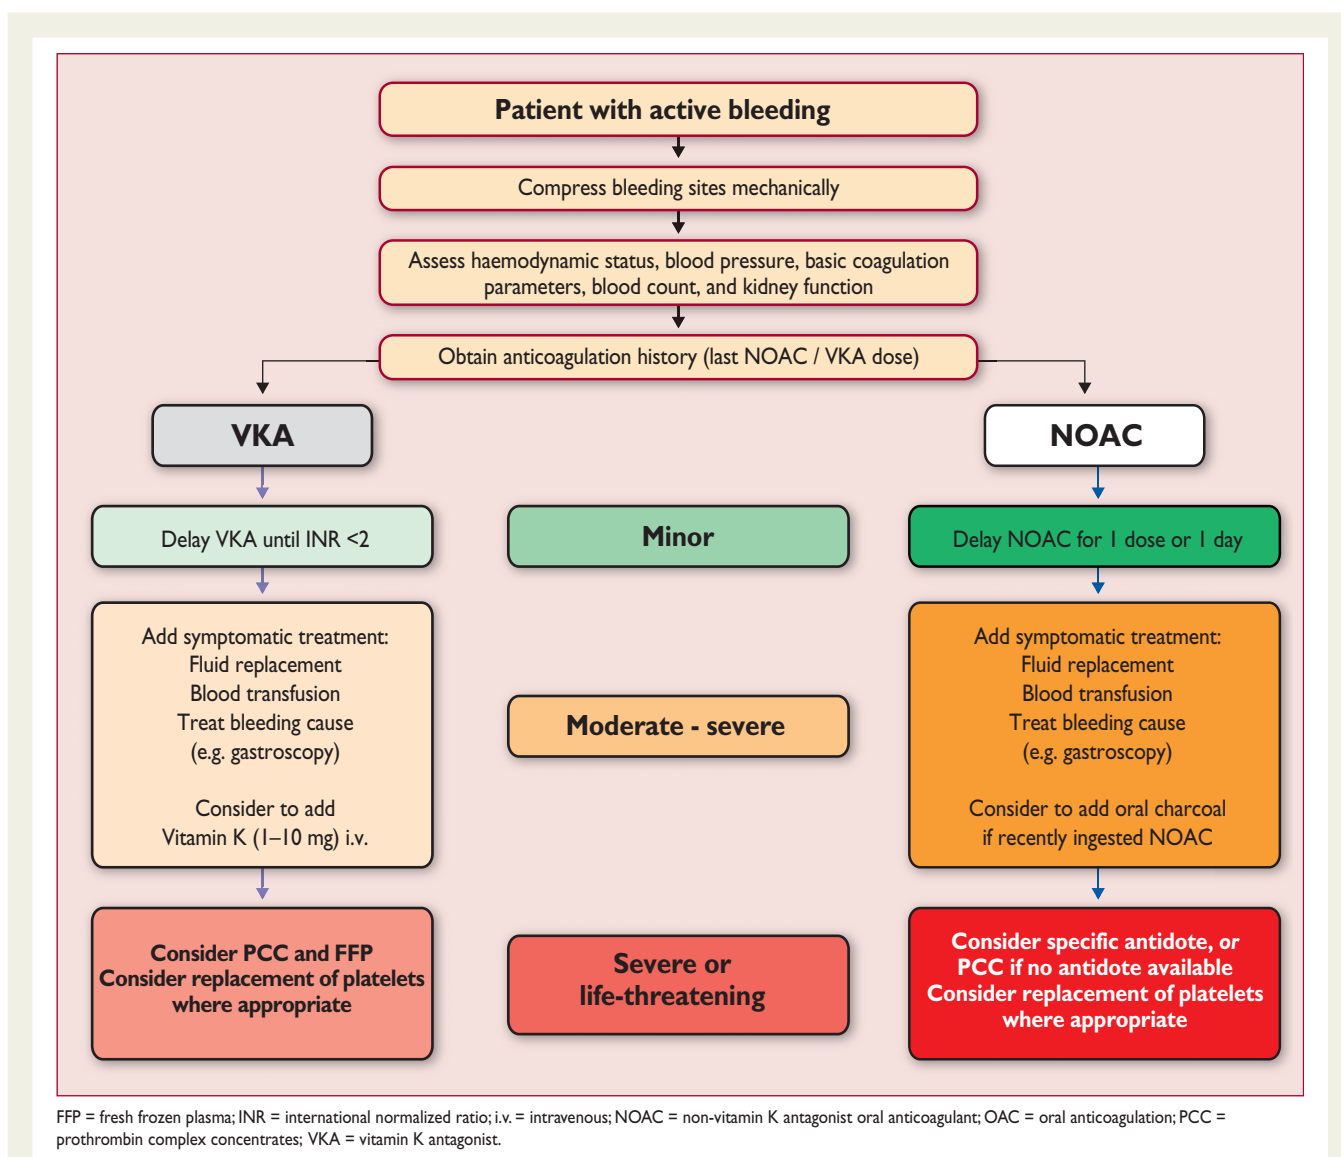 Patient with active bleeding
Compress bleeding sites mechanically
Assess haemodynamic status, blood pressure, basic coagulation
parameters, blood count, and kidney function
Obtain anticoagulation history (last NOAC / VKA dose)
VKA
NOAC
Delay VKA until INR <2
Minor
Delay NOAC for 1 dose or 1 day
Add symptomatic treatment:
Fluid replacement
Blood transfusion
Treat bleeding cause
(e.g. gastroscopy)
Consider to add
Vitamin K (1–10 mg) i.v.
Moderate - severe
Add symptomatic treatment:
Fluid replacement
Blood transfusion
Treat bleeding cause
(e.g. gastroscopy)
Consider to add oral charcoal
if recently ingested NOAC
Consider PCC and FFP
Consider replacement of platelets
where appropriate
Severe or
life-threatening
Consider specific antidote, or
PCC if no antidote available
Consider replacement of platelets
where appropriate
FFP = fresh frozen plasma; INR = international normalized ratio; i.v. = intravenous; NOAC = non-vitamin K antagonist oral anticoagulant; OAC = oral anticoagulation; PCC =
prothrombin complex concentrates; VKA = vitamin K antagonist.